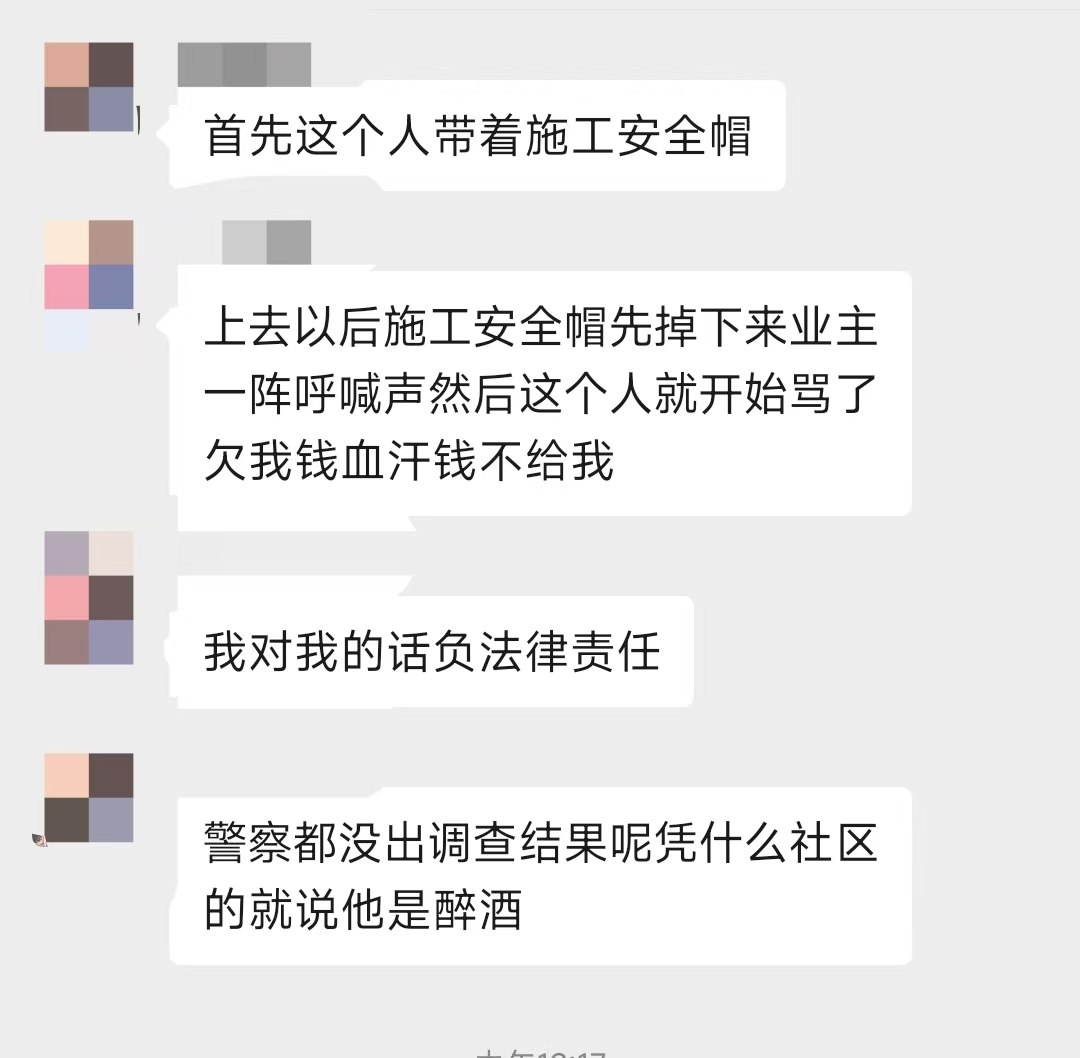 首先这个人带着施工安全帽
上去以后施工安全帽先掉下来业主
一阵呼喊声然后这个人就开始骂了
欠我钱血汗钱不给我
我对我的话负法律责任
警察都没出调查结果呢凭什么社区
的就说他是醉酒